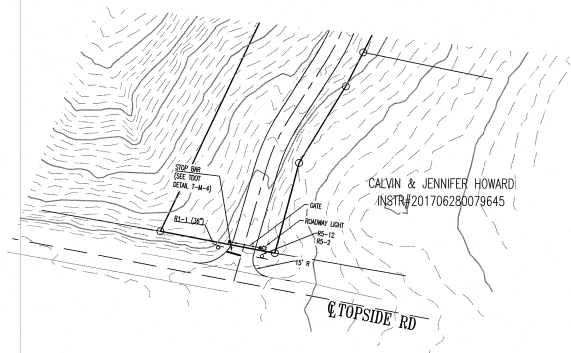 STOP BAR
(SEE TDOT
DETAIL T-M-4)
R1-1 (36")
GATE
ROADWAY LIGHT
R5-12
R5-2
15' R
CALVIN & JENNIFER HOWARD
INSTR#201706280079645
℄ TOPSIDE RD